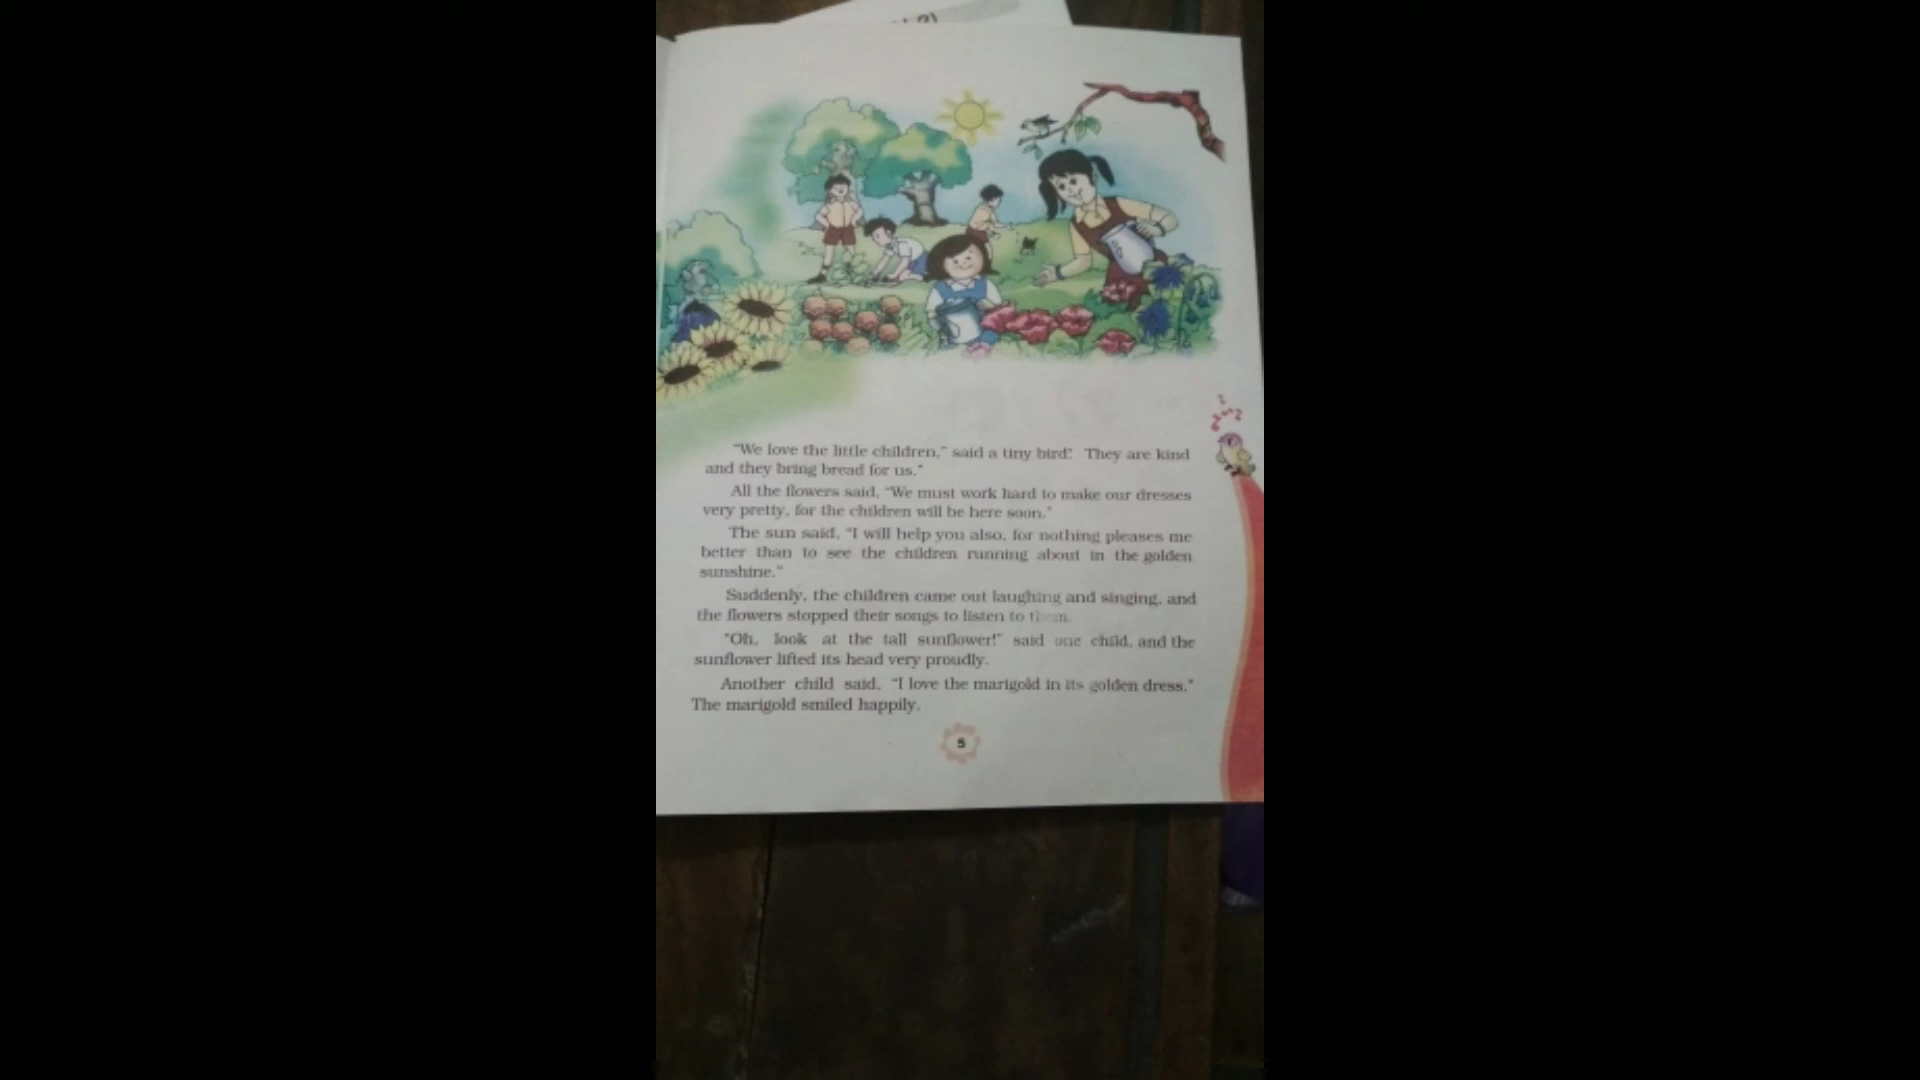 "We love the little children," said a tiny bird." They are kind
and they bring bread for us."
All the flowers said, "We must work hard to make our dresses
very pretty, for the children will be here soon."
The sun said, "I will help you also, for nothing pleases me
better than to see the children running about in the golden
sunshine."
Suddenly, the children came out laughing and singing, and
the flowers stopped their songs to listen to them.
"Oh, look at the tall sunflower!" said one child, and the
sunflower lifted its head very proudly.
Another child said, "I love the marigold in its golden dress."
The marigold smiled happily.
5